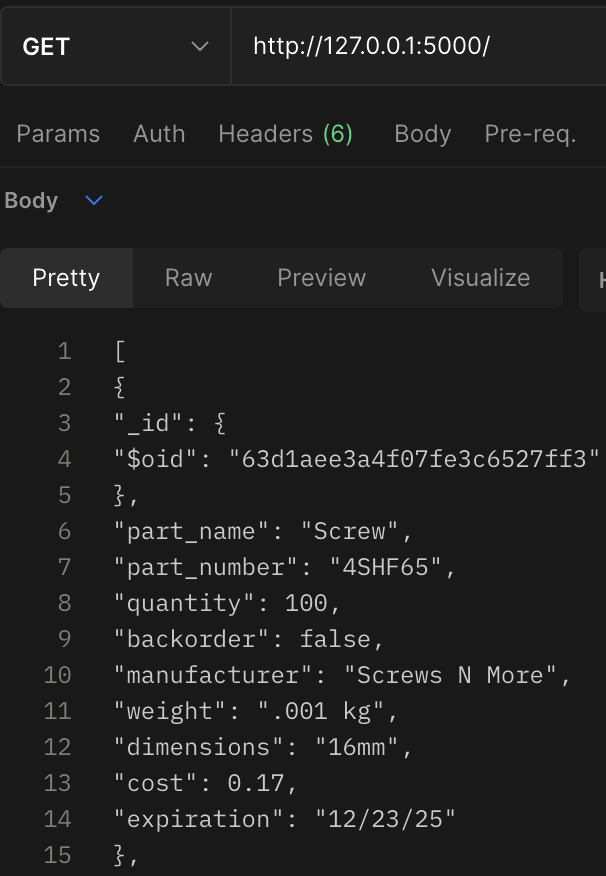 GET http://127.0.0.1:5000/
Params Auth Headers (6) Body Pre-req.
Body
Pretty Raw Preview Visualize
1 [
2 {
3 "_id": {
4 "$oid": "63d1aee3a4f07fe3c6527ff3"
5 },
6 "part_name": "Screw",
7 "part_number": "4SHF65",
8 "quantity": 100,
9 "backorder": false,
10 "manufacturer": "Screws N More",
11 "weight": ".001 kg",
12 "dimensions": "16mm",
13 "cost": 0.17,
14 "expiration": "12/23/25"
15 },